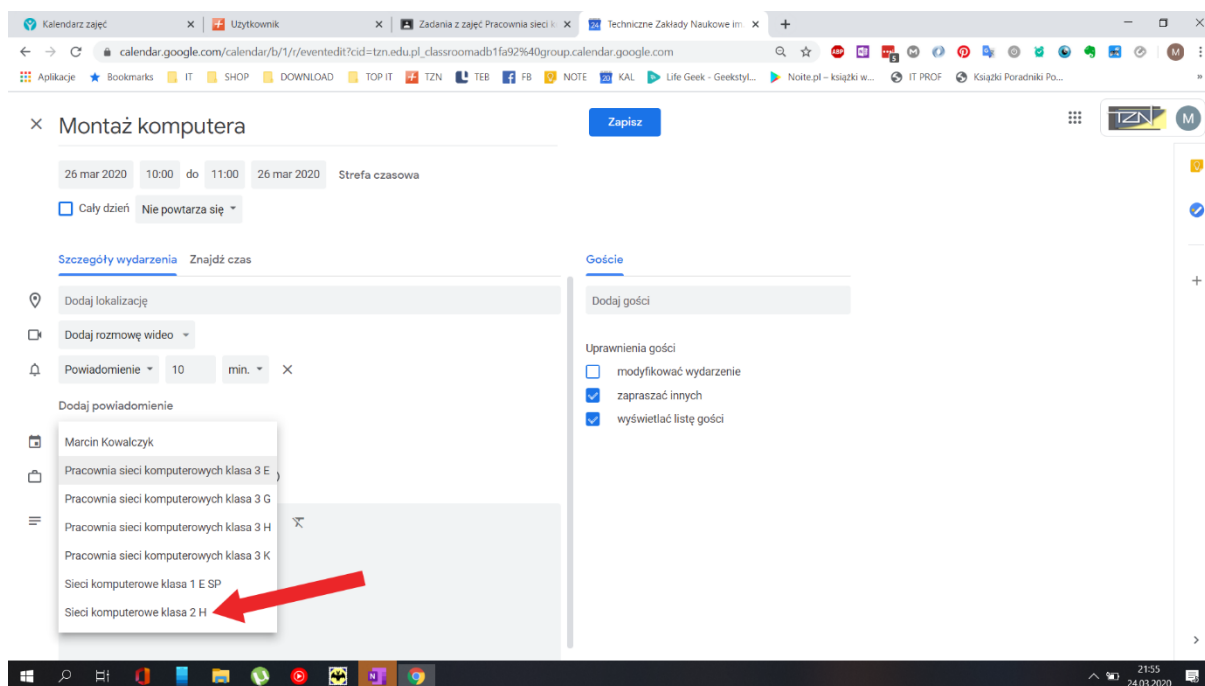 Kalendarz zajęć
Użytkownik
Zadania z zajęć Pracownia sieci k
Techniczne Zakłady Naukowe im
calendar.google.com/calendar/b/1/r/eventedit?cid=tzn.edu.pl_classroomadb1fa92%40group.calendar.google.com
Aplikacje Bookmarks IT SHOP DOWNLOAD TOP IT TZN TEB FB NOTE KAL Life Geek - Geekstyl... Noite.pl – książki w... IT PROF Książki Poradniki Po... »
Montaż komputera
Zapisz
TZN
M
26 mar 2020 10:00 do 11:00 26 mar 2020 Strefa czasowa
Cały dzień Nie powtarza się
Szczegóły wydarzenia Znajdź czas
Goście
Dodaj lokalizację
Dodaj gości
Dodaj rozmowę wideo
Powiadomienie 10 min.
Dodaj powiadomienie
Uprawnienia gości
modyfikować wydarzenie
zapraszać innych
wyświetlać listę gości
Marcin Kowalczyk
Pracownia sieci komputerowych klasa 3 E
Pracownia sieci komputerowych klasa 3 G
Pracownia sieci komputerowych klasa 3 H
Pracownia sieci komputerowych klasa 3 K
Sieci komputerowe klasa 1 E SP
Sieci komputerowe klasa 2 H
21:55
24.03.2020